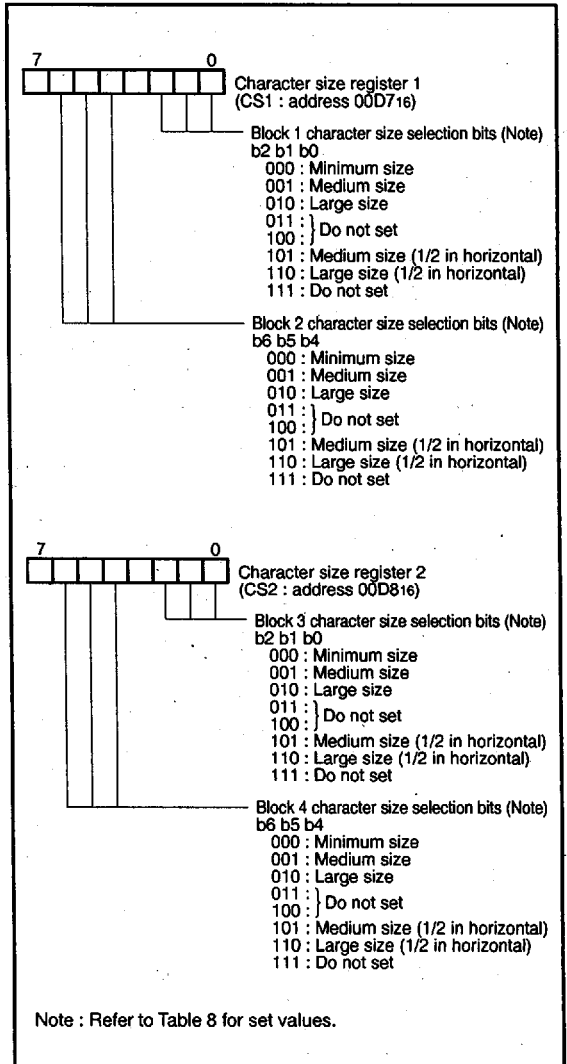 7 0
Character size register 1
(CS1 : address 00D716)
Block 1 character size selection bits (Note)
b2 b1 b0
000 : Minimum size
001 : Medium size
010 : Large size
011 :
100 :
} Do not set
101 : Medium size (1/2 in horizontal)
110 : Large size (1/2 in horizontal)
111 : Do not set
Block 2 character size selection bits (Note)
b6 b5 b4
000 : Minimum size
001 : Medium size
010 : Large size
011 :
100 :
} Do not set
101 : Medium size (1/2 in horizontal)
110 : Large size (1/2 in horizontal)
111 : Do not set
7 0
Character size register 2
(CS2 : address 00D816)
Block 3 character size selection bits (Note)
b2 b1 b0
000 : Minimum size
001 : Medium size
010 : Large size
011 :
100 :
} Do not set
101 : Medium size (1/2 in horizontal)
110 : Large size (1/2 in horizontal)
111 : Do not set
Block 4 character size selection bits (Note)
b6 b5 b4
000 : Minimum size
001 : Medium size
010 : Large size
011 :
100 :
} Do not set
101 : Medium size (1/2 in horizontal)
110 : Large size (1/2 in horizontal)
111 : Do not set
Note : Refer to Table 8 for set values.